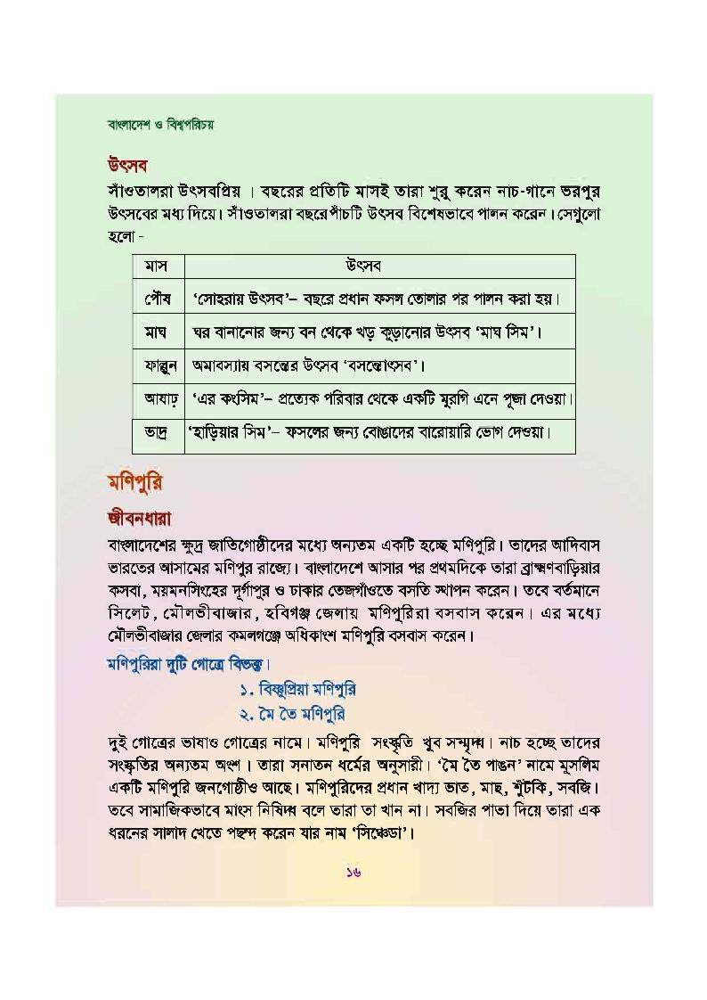 বাংলাদেশ ও বিশ্বপরিচয়
উৎসব
সাঁওতালরা উৎসবপ্রিয় । বছরের প্রতিটি মাসই তারা শুরু করেন নাচ-গানে ভরপুর
উৎসবের মধ্য দিয়ে। সাঁওতালরা বছরে পাঁচটি উৎসব বিশেষভাবে পালন করেন। সেগুলো
হলো -
মাস উৎসব
পৌষ ‘সোহরায় উৎসব’– বছরে প্রধান ফসল তোলার পর পালন করা হয়।
মাঘ ঘর বানানোর জন্য বন থেকে খড় কূড়ানোর উৎসব ‘মাঘ সিম’।
ফাল্গুন অমাবস্যায় বসন্তের উৎসব ‘বসন্তোৎসব’।
আষাঢ় ‘এর কংসিম’– প্রত্যেক পরিবার থেকে একটি মুরগি এনে পূজা দেওয়া।
ভাদ্র ‘হাড়িয়ার সিম’– ফসলের জন্য বোঙাদের বারোয়ারি ভোগ দেওয়া।
মণিপুরি
জীবনধারা
বাংলাদেশের ক্ষুদ্র জাতিগোষ্ঠীদের মধ্যে অন্যতম একটি হচ্ছে মণিপুরি। তাদের আদিবাস
ভারতের আসামের মণিপুর রাজ্যে। বাংলাদেশে আসার পর প্রথমদিকে তারা ব্রাহ্মণবাড়িয়ার
কসবা, ময়মনসিংহের দূর্গাপুর ও ঢাকার তেজগাঁওতে বসতি স্থাপন করেন। তবে বর্তমানে
সিলেট, মৌলভীবাজার, হবিগঞ্জ জেলায় মণিপুরিরা বসবাস করেন। এর মধ্যে
মৌলভীবাজার জেলার কমলগঞ্জে অধিকাংশ মণিপুরি বসবাস করেন।
মণিপুরিরা দুটি গোত্রে বিভক্ত।
১. বিষ্ণুপ্রিয়া মণিপুরি
২. মৈ তৈ মণিপুরি
দুই গোত্রের ভাষাও গোত্রের নামে। মণিপুরি সংস্কৃতি খুব সমৃদ্ধ। নাচ হচ্ছে তাদের
সংস্কৃতির অন্যতম অংশ । তারা সনাতন ধর্মের অনুসারী। ‘মৈ তৈ পাঙন’ নামে মূসলিম
একটি মণিপুরি জনগোষ্ঠীও আছে। মণিপুরিদের প্রধান খাদ্য ভাত, মাছ, শুঁটকি, সবজি।
তবে সামাজিকভাবে মাংস নিষিদ্ধ বলে তারা তা খান না। সবজির পাতা দিয়ে তারা এক
ধরনের সালাদ খেতে পছন্দ করেন যার নাম ‘সিঞ্চেডা’।
১৬